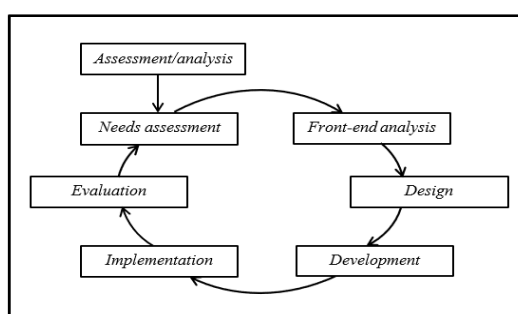 Assessment/analysis
Needs assessment
Front-end analysis
Evaluation
Design
Implementation
Development